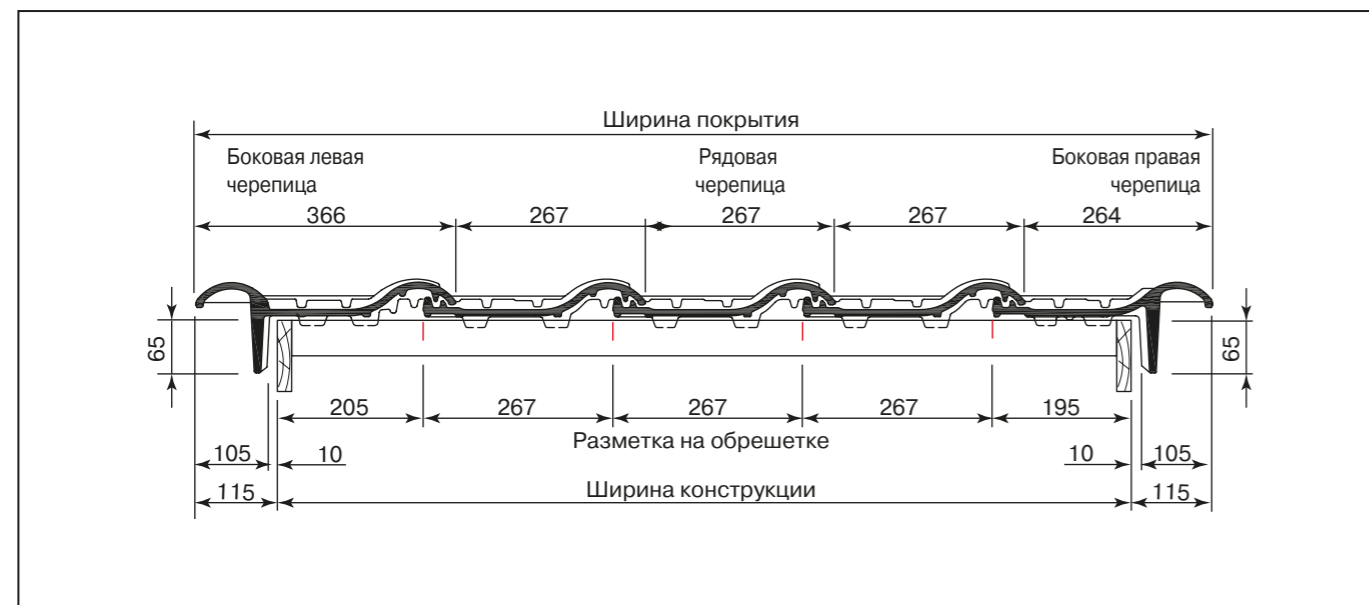 Ширина покрытия
Боковая левая
черепица
Рядовая
черепица
Боковая правая
черепица
366 267 267 267 264
65
65
205 267 267 267 195
Разметка на обрешетке
105 10 10 105
115 Ширина конструкции 115